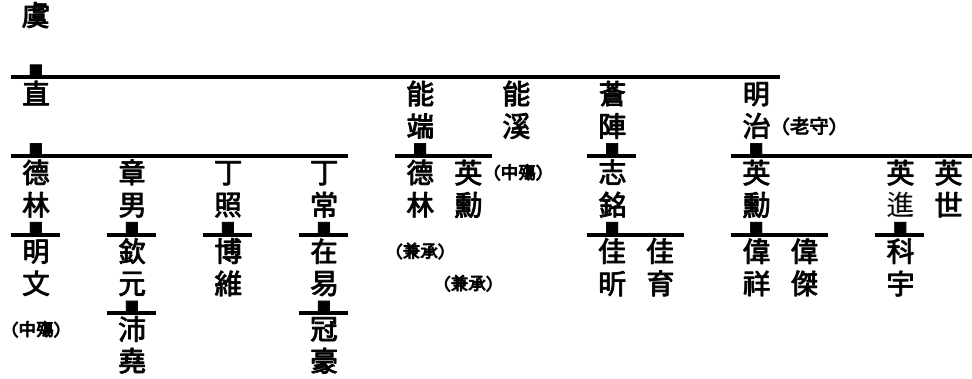 虞
直
能端
能溪
蒼陣
明治
(老守)
德林
章男
丁照
丁常
德林
英勳
(中殤)
志銘
英勳
英進
英世
明文
欽元
博維
在易
(兼承)
(兼承)
佳昕
佳育
偉祥
偉傑
科宇
(中殤)
沛堯
冠豪